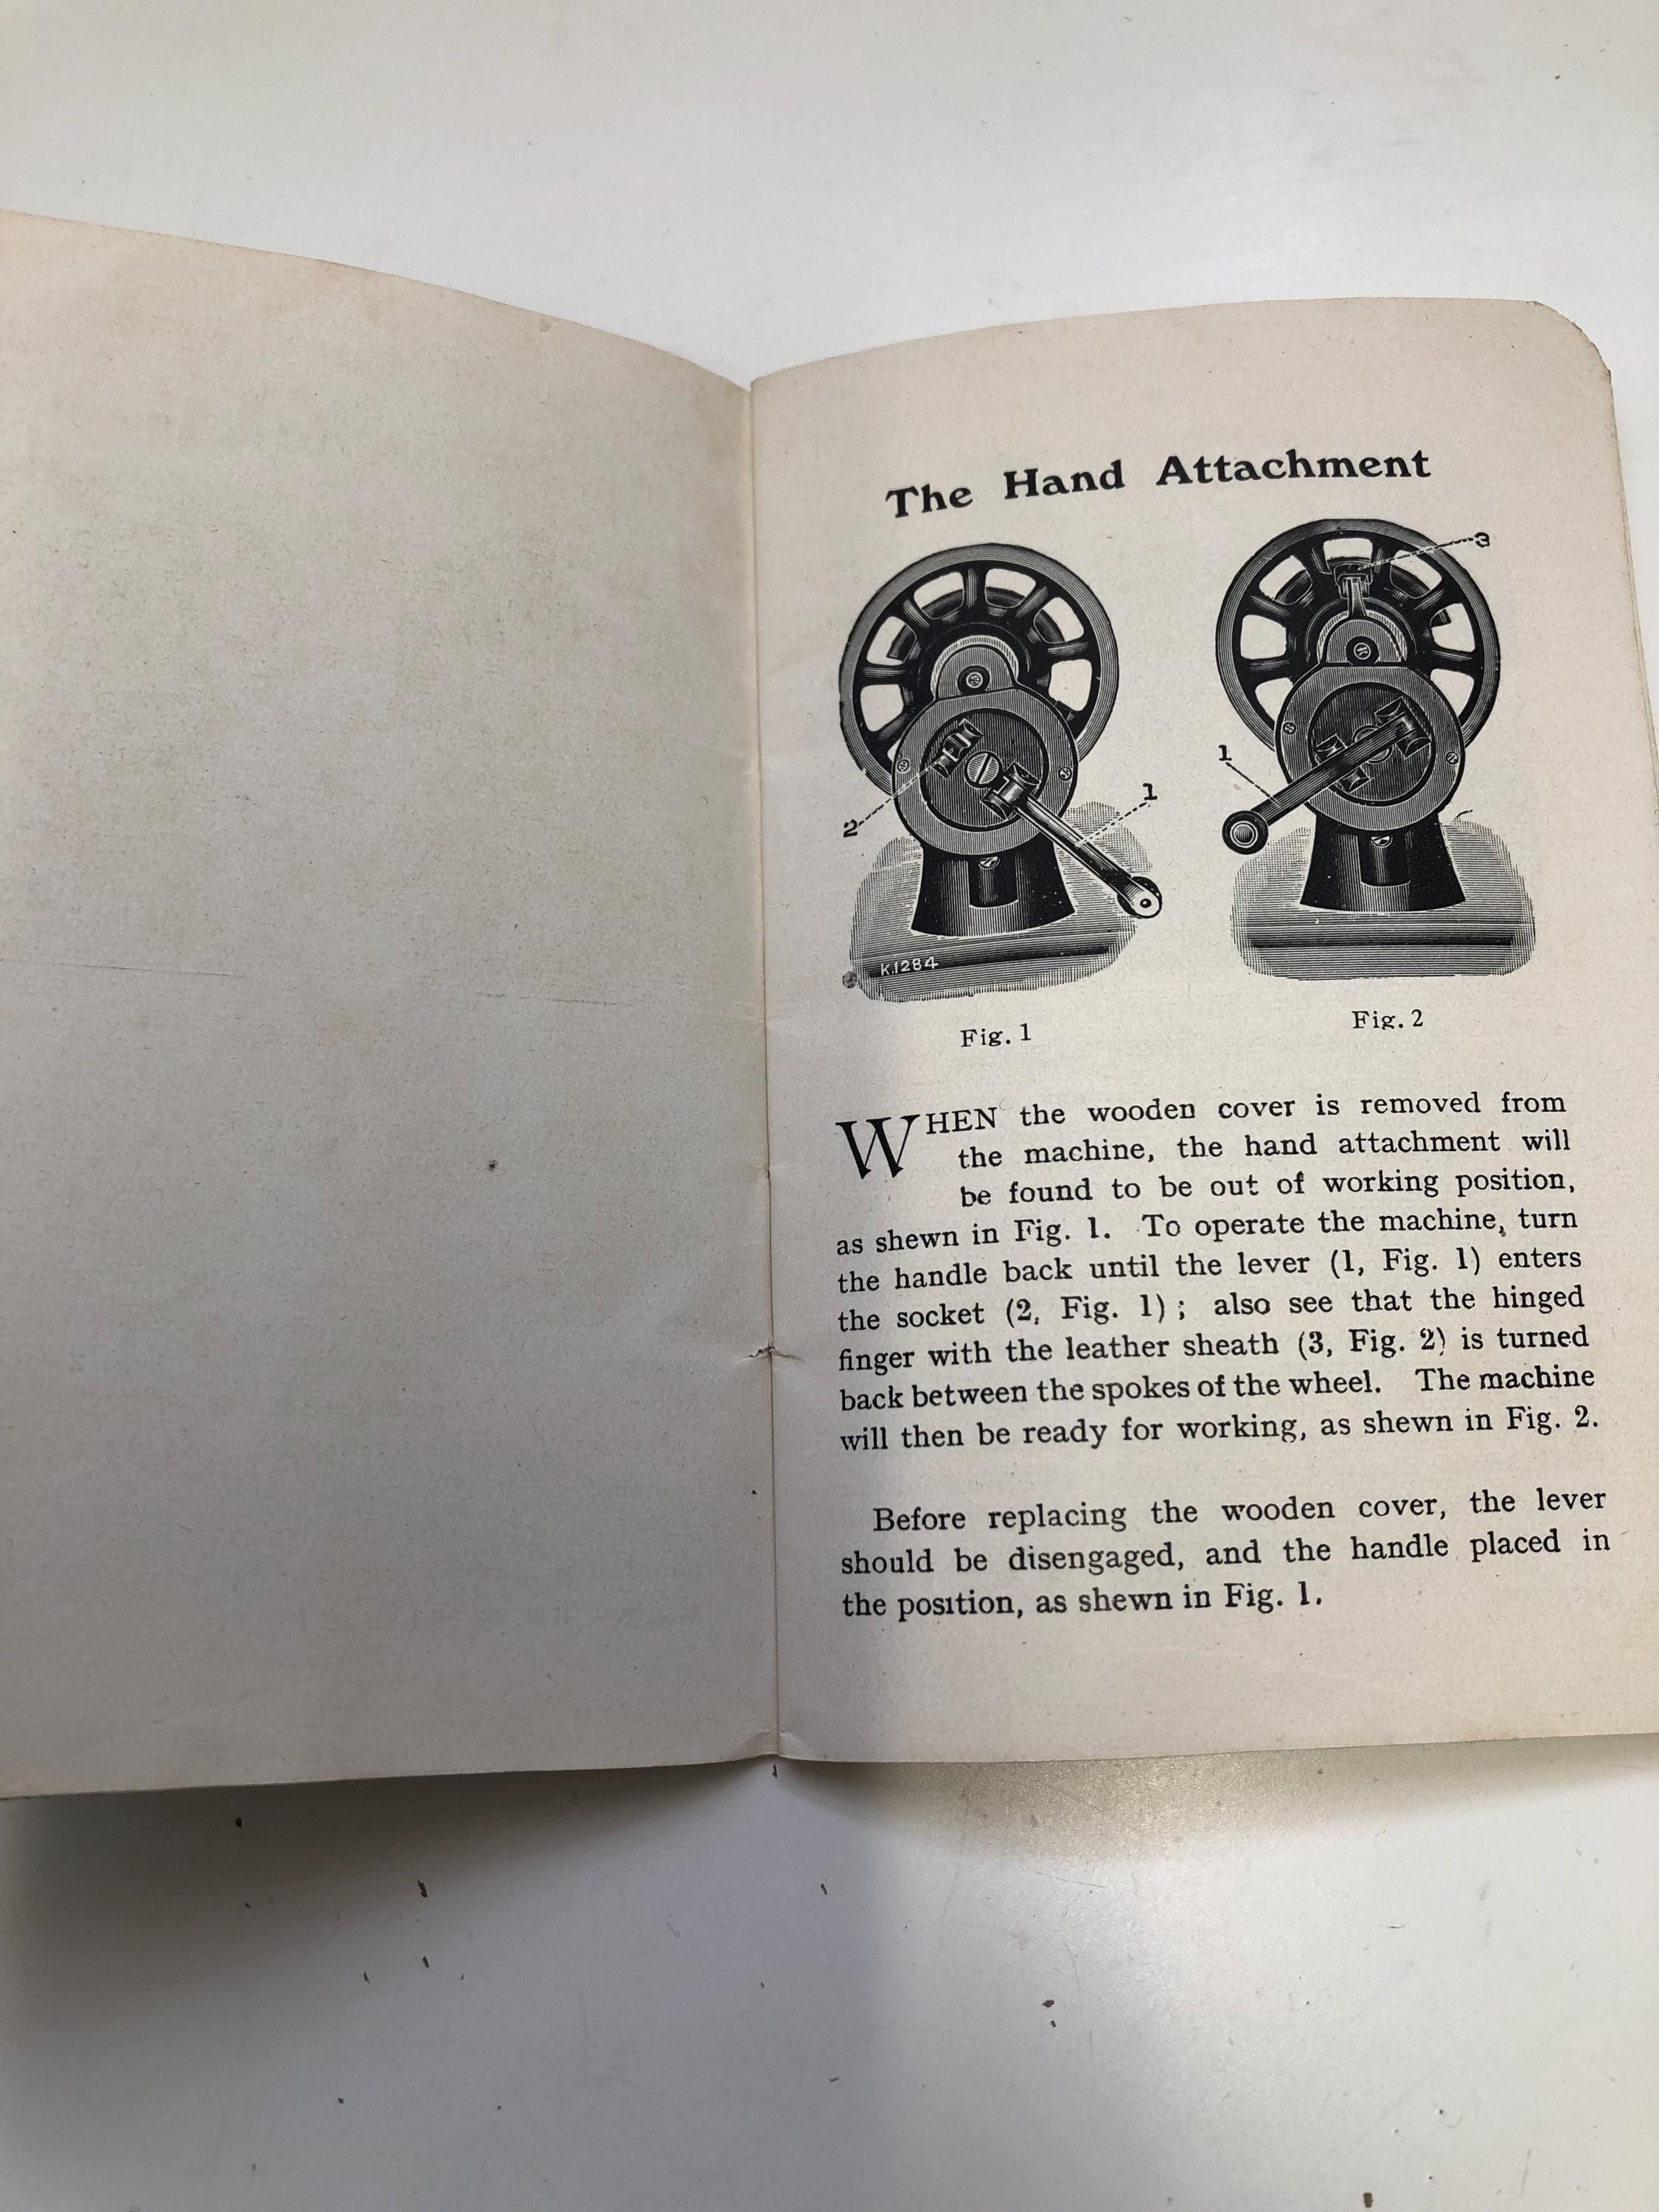 The Hand Attachment
3
1
2
1
K.1284
Fig. 1
Fig. 2
WHEN the wooden cover is removed from
the machine, the hand attachment will
be found to be out of working position,
as shewn in Fig. 1. To operate the machine, turn
the handle back until the lever (1, Fig. 1) enters
the socket (2, Fig. 1) ; also see that the hinged
finger with the leather sheath (3, Fig. 2) is turned
back between the spokes of the wheel. The machine
will then be ready for working, as shewn in Fig. 2.
Before replacing the wooden cover, the lever
should be disengaged, and the handle placed in
the position, as shewn in Fig. 1.